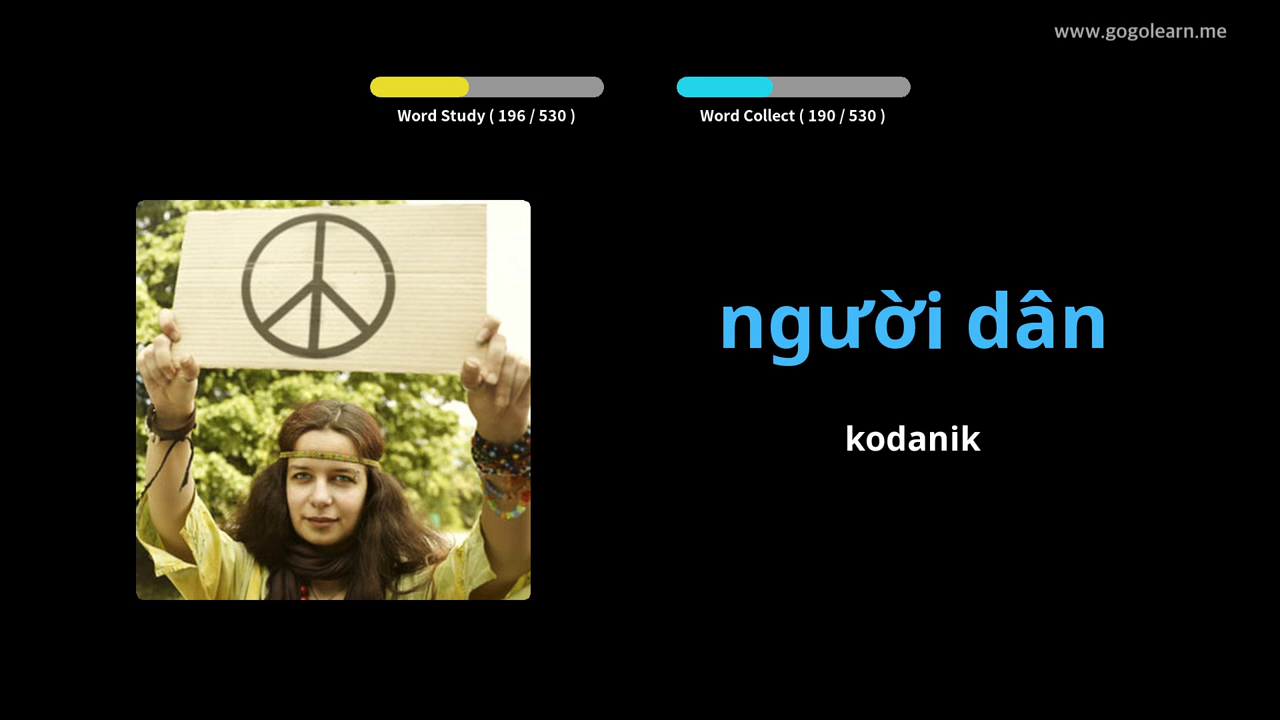 www.gogolearn.me
Word Study ( 196 / 530 )
Word Collect ( 190 / 530 )
người dân
kodanik